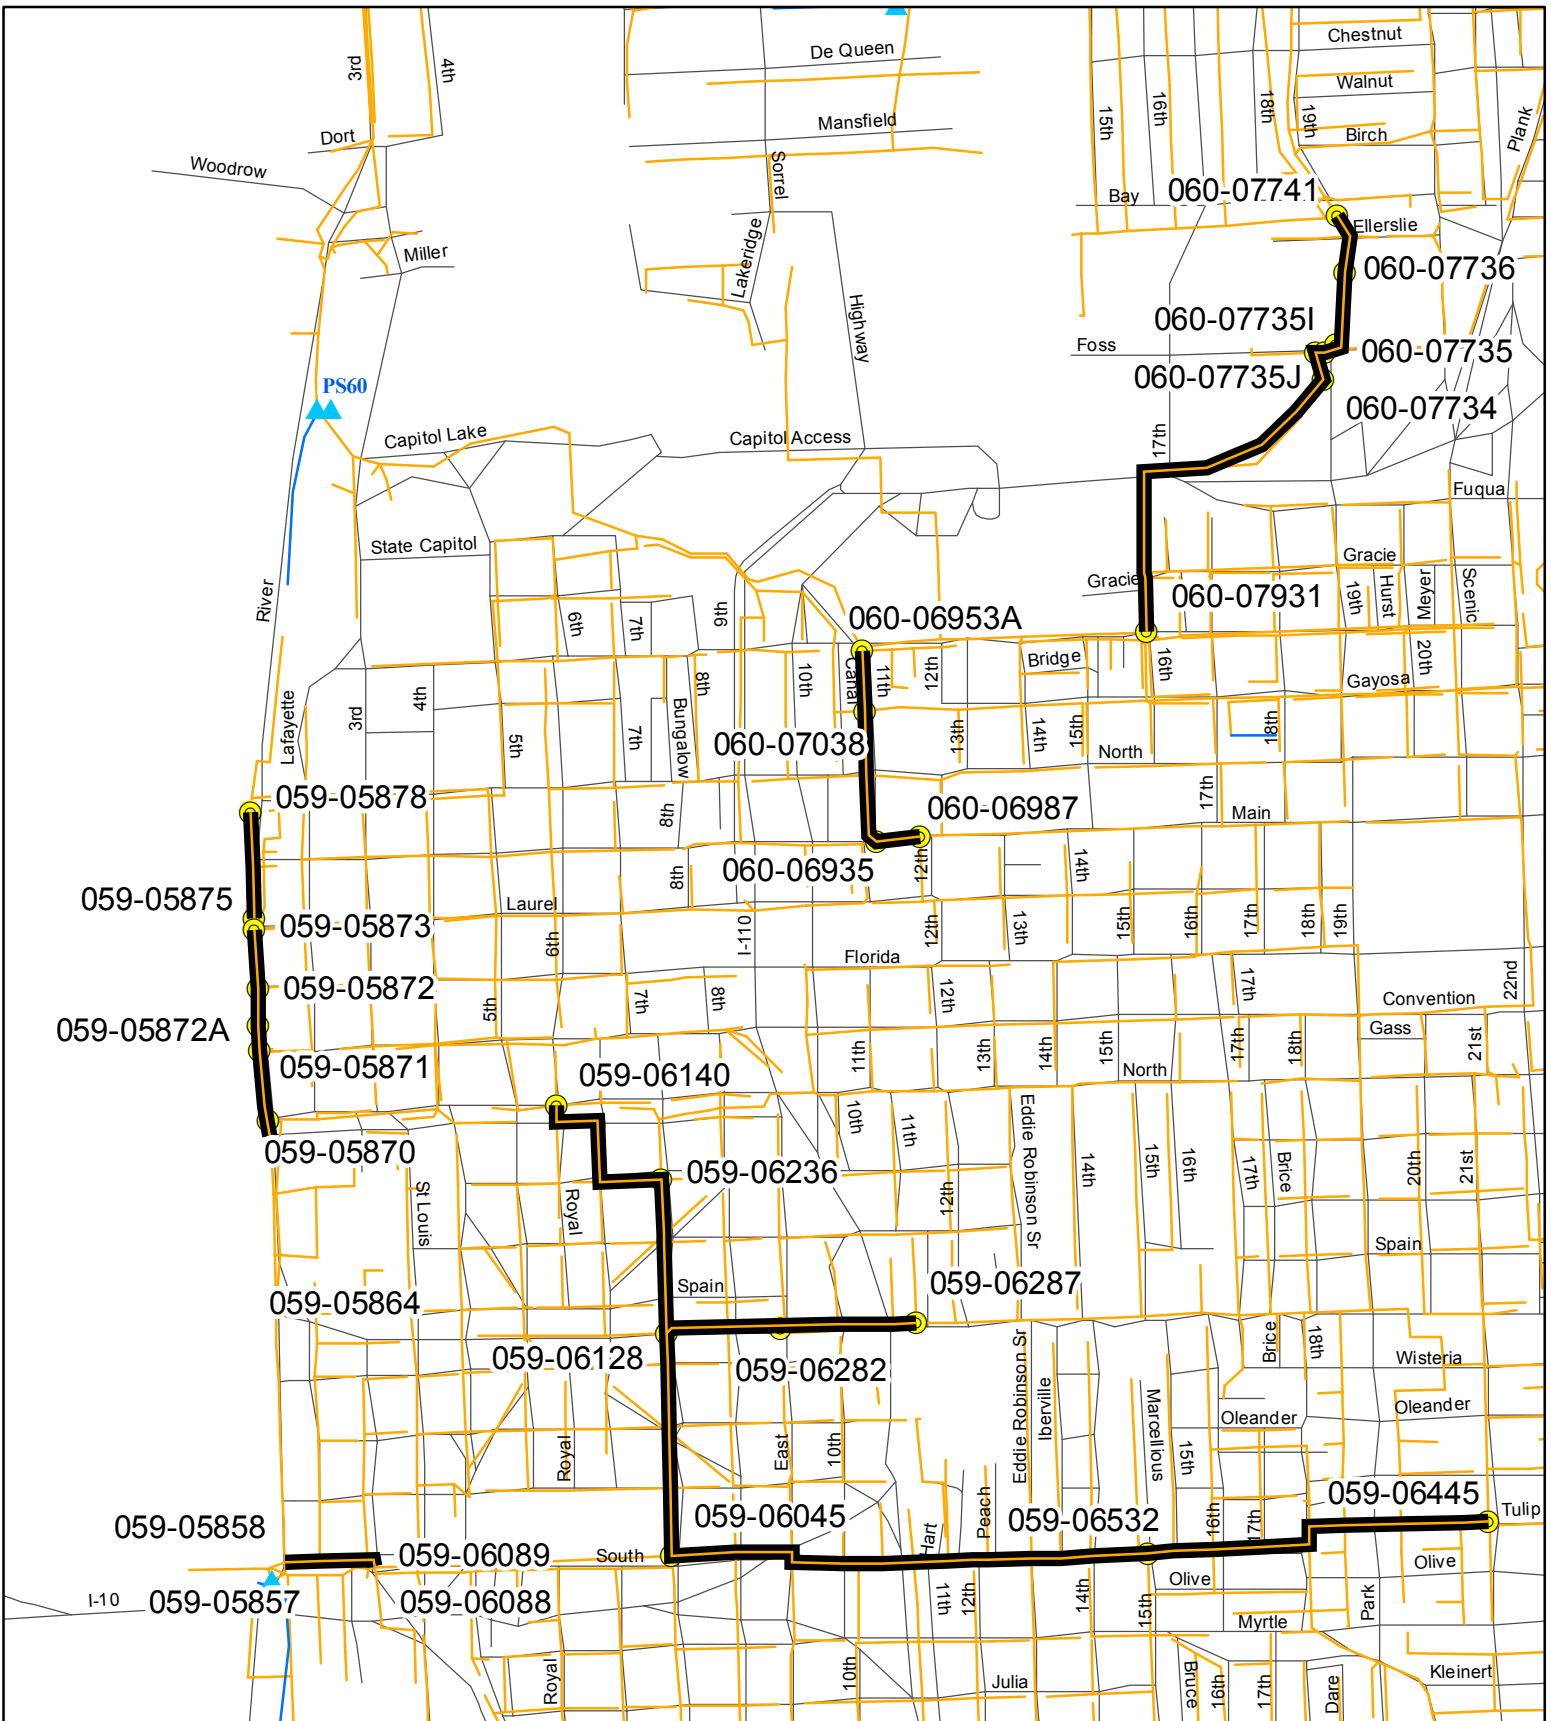 De Queen
Chestnut
3rd
4th
Walnut
15th
16th
18th
19th
Plank
Mansfield
Birch
Dort
Woodrow
Sorrel
Bay
060-07741
Ellerslie
Lakeridge
Miller
060-07736
Highway
060-07735I
Foss
060-07735
060-07735J
PS60
060-07734
Capitol Lake
Capitol Access
17th
Fuqua
State Capitol
Gracie
Gracie
River
060-07931
19th
Hurst
Meyer
Scenic
6th
7th
9th
060-06953A
Bridge
16th
20th
Gayosa
Canal
11th
12th
10th
8th
4th
3rd
Lafayette
Bungalow
7th
5th
060-07038
13th
14th
15th
North
18th
17th
059-05878
8th
060-06987
Main
060-06935
12th
14th
8th
059-05875
Laurel
059-05873
6th
I-110
12th
13th
15th
16th
17th
18th
19th
Florida
059-05872
5th
7th
8th
12th
17th
22nd
Convention
059-05872A
Gass
11th
13th
14th
15th
17th
18th
21st
059-05871
059-06140
North
10th
11th
Eddie Robinson Sr
059-05870
059-06236
14th
15th
16th
17th
Brice
20th
21st
St Louis
Royal
12th
Spain
Spain
059-06287
059-05864
059-06128
059-06282
Eddie Robinson Sr
Iberville
Brice
18th
Wisteria
Marcellious
Oleander
Oleander
Royal
East
10th
15th
059-06445
Tulip
059-05858
059-06045
Hart
Peach
059-06532
16th
17th
059-06089
South
Olive
Olive
I-10
059-05857
059-06088
11th
12th
14th
15th
Park
Myrtle
Royal
10th
Julia
Bruce
16th
17th
Dare
Kleinert